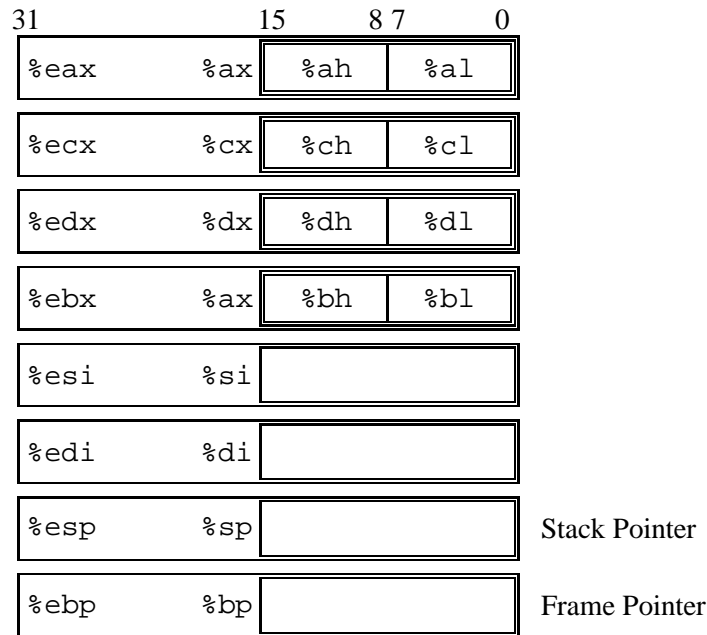 31 15 8 7 0
%eax %ax %ah %al
%ecx %cx %ch %cl
%edx %dx %dh %dl
%ebx %ax %bh %bl
%esi %si
%edi %di
%esp %sp Stack Pointer
%ebp %bp Frame Pointer